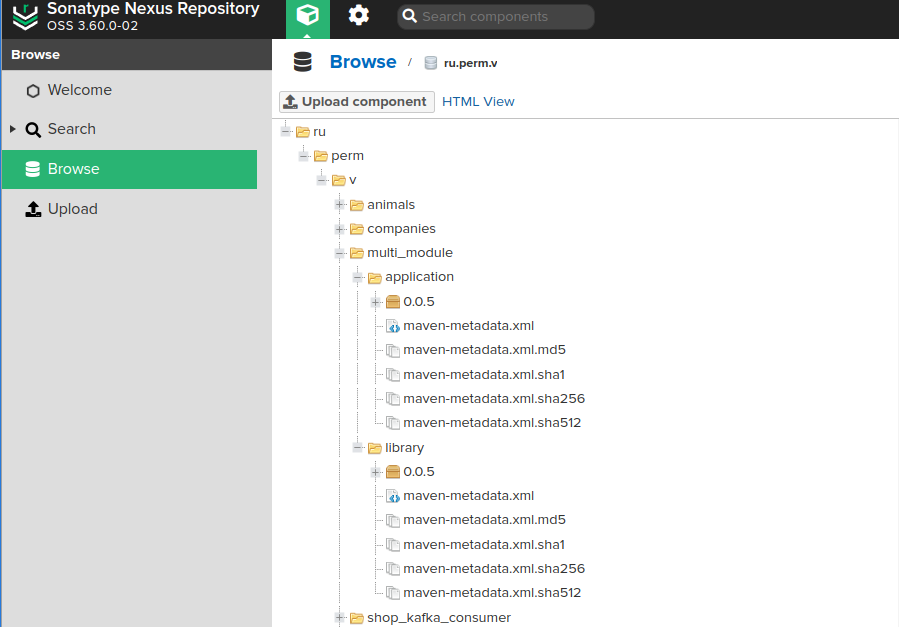 Sonatype Nexus Repository
OSS 3.60.0-02
Search components
Browse
Welcome
Search
Browse
Upload
Browse / ru.perm.v
Upload component HTML View
ru
perm
v
animals
companies
multi_module
application
0.0.5
maven-metadata.xml
maven-metadata.xml.md5
maven-metadata.xml.sha1
maven-metadata.xml.sha256
maven-metadata.xml.sha512
library
0.0.5
maven-metadata.xml
maven-metadata.xml.md5
maven-metadata.xml.sha1
maven-metadata.xml.sha256
maven-metadata.xml.sha512
shop_kafka_consumer